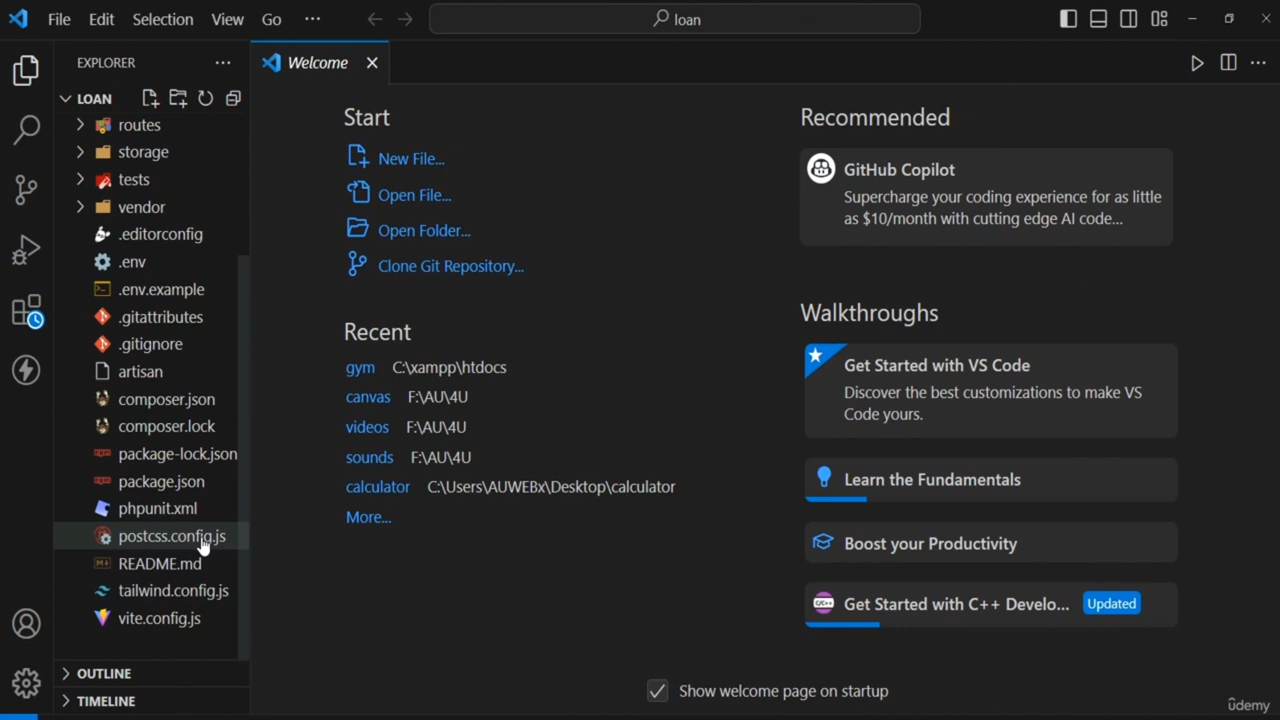 File Edit Selection View Go ···
loan
EXPLORER ···
Welcome
LOAN
routes
storage
tests
vendor
.editorconfig
.env
.env.example
.gitattributes
.gitignore
artisan
composer.json
composer.lock
package-lock.json
package.json
phpunit.xml
postcss.config.js
README.md
tailwind.config.js
vite.config.js
OUTLINE
TIMELINE
Start
New File...
Open File...
Open Folder...
Clone Git Repository...
Recent
gym C:\xampp\htdocs
canvas F:\AU\4U
videos F:\AU\4U
sounds F:\AU\4U
calculator C:\Users\AUWEBx\Desktop\calculator
More...
Recommended
GitHub Copilot
Supercharge your coding experience for as little
as $10/month with cutting edge AI code...
Walkthroughs
Get Started with VS Code
Discover the best customizations to make VS
Code yours.
Learn the Fundamentals
Boost your Productivity
C/C++ Get Started with C++ Develo... Updated
Show welcome page on startup
ûdemy